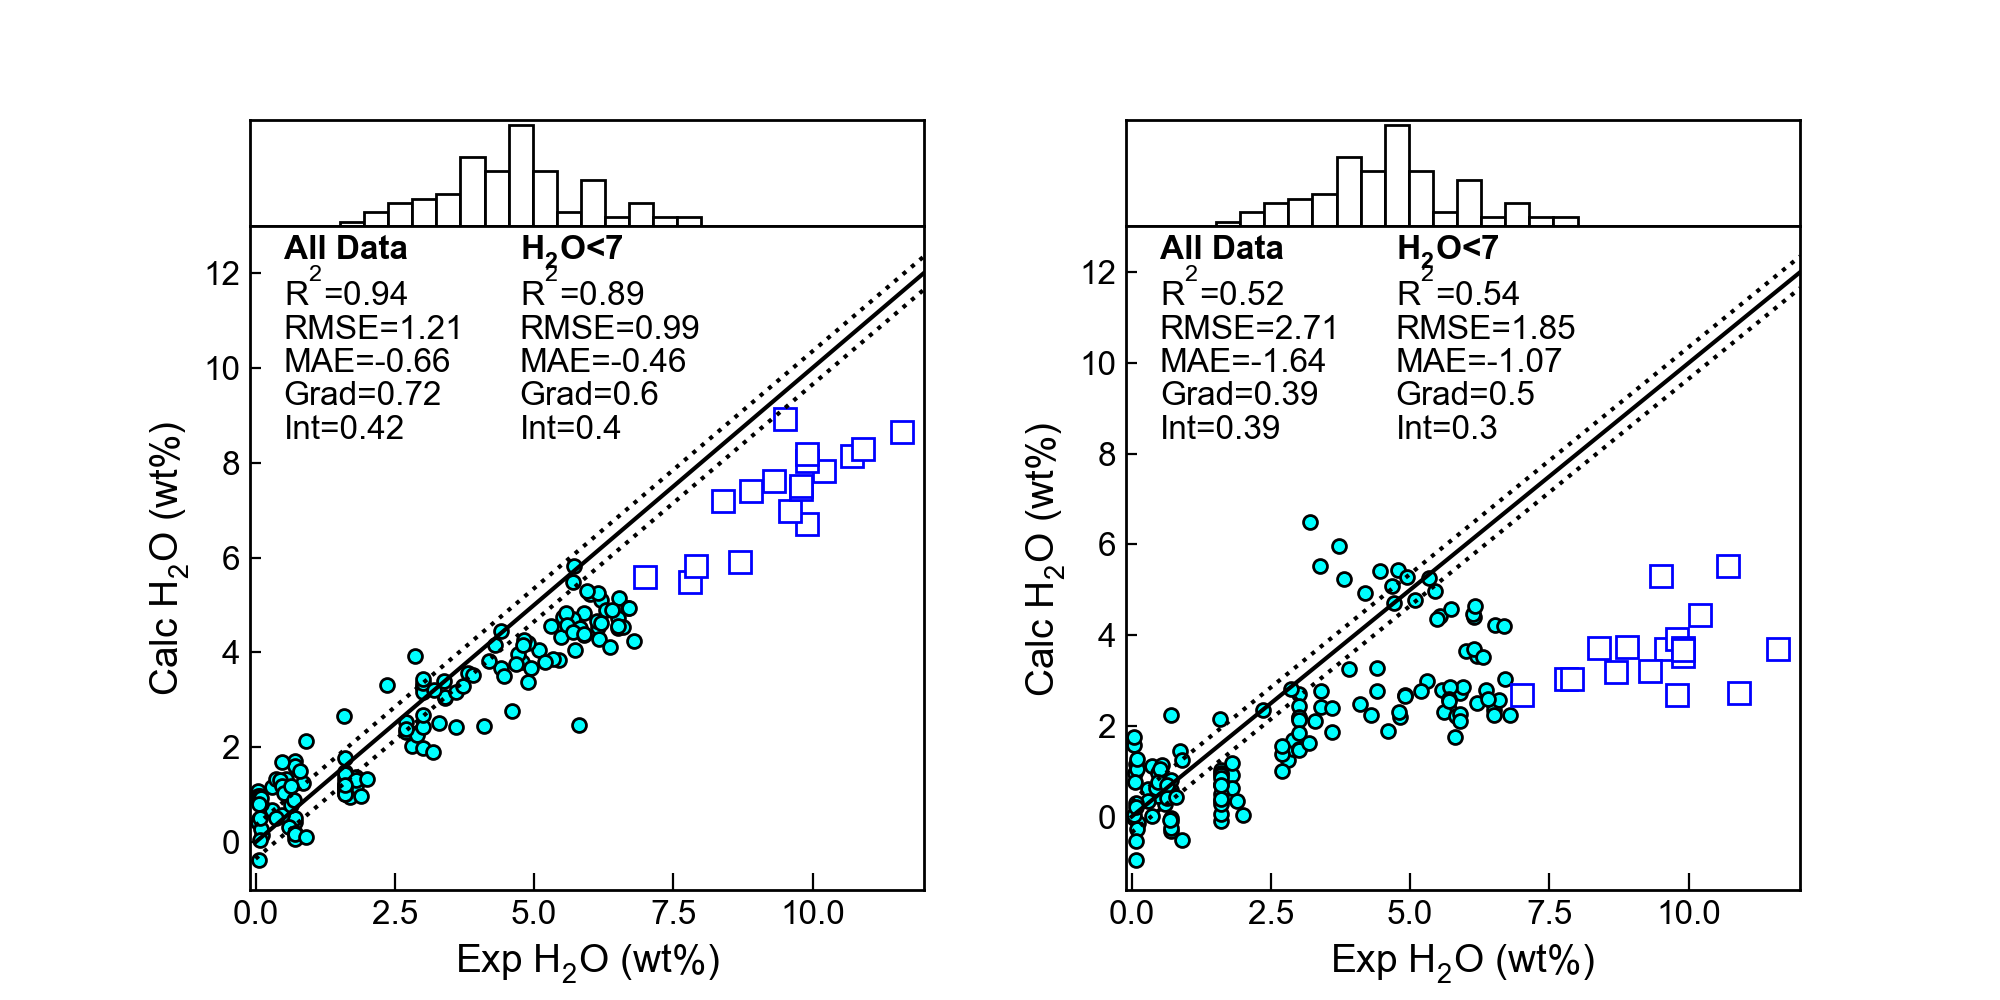 All Data H₂O<7
R²=0.94 R²=0.89
RMSE=1.21 RMSE=0.99
MAE=-0.66 MAE=-0.46
Grad=0.72 Grad=0.6
Int=0.42 Int=0.4
12
10
8
6
4
2
0
Calc H₂O (wt%)
0.0 2.5 5.0 7.5 10.0
Exp H₂O (wt%)
All Data H₂O<7
R²=0.52 R²=0.54
RMSE=2.71 RMSE=1.85
MAE=-1.64 MAE=-1.07
Grad=0.39 Grad=0.5
Int=0.39 Int=0.3
12
10
8
6
4
2
0
Calc H₂O (wt%)
0.0 2.5 5.0 7.5 10.0
Exp H₂O (wt%)